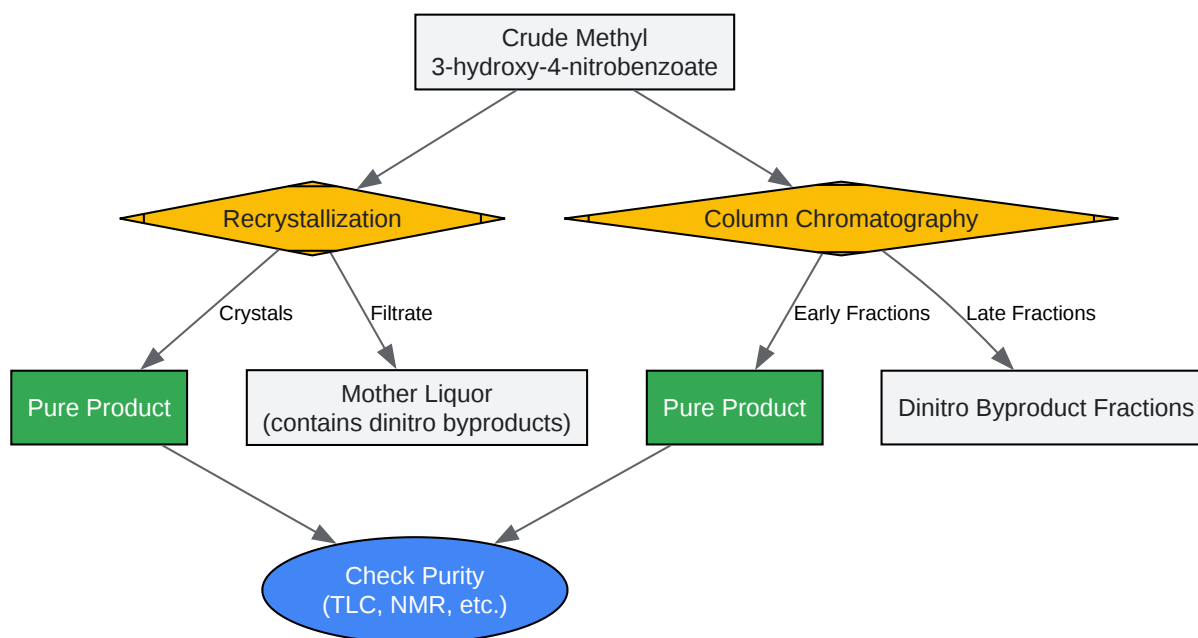 Crude Methyl
3-hydroxy-4-nitrobenzoate
Recrystallization
Column Chromatography
Crystals
Filtrate
Early Fractions
Late Fractions
Pure Product
Mother Liquor
(contains dinitro byproducts)
Pure Product
Dinitro Byproduct Fractions
Check Purity
(TLC, NMR, etc.)